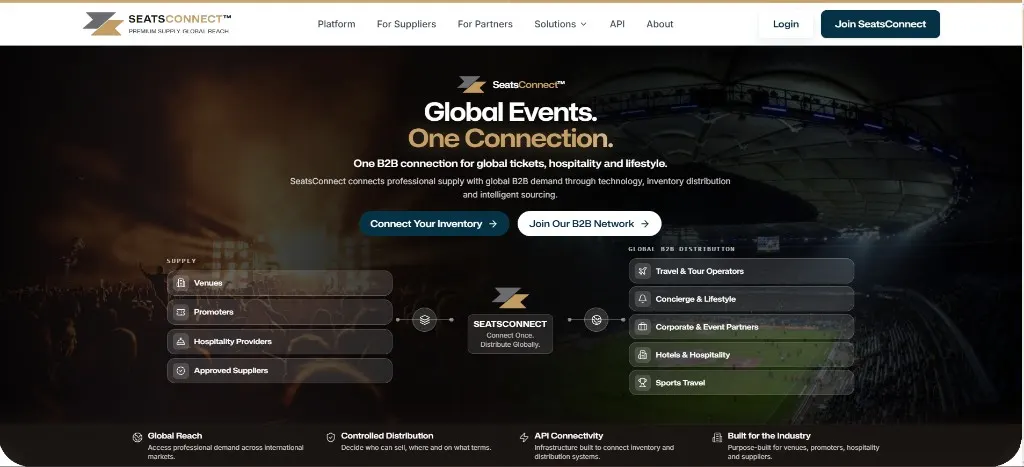 SEATSCONNECT™
PREMIUM SUPPLY. GLOBAL REACH
Platform
For Suppliers
For Partners
Solutions
API
About
Login
Join SeatsConnect
SeatsConnect™
Global Events.
One Connection.
One B2B connection for global tickets, hospitality and lifestyle.
SeatsConnect connects professional supply with global B2B demand through technology, inventory distribution
and intelligent sourcing.
Connect Your Inventory →
Join Our B2B Network →
SUPPLY
Venues
Promoters
Hospitality Providers
Approved Suppliers
SEATSCONNECT
Connect Once.
Distribute Globally.
GLOBAL B2B DISTRIBUTION
Travel & Tour Operators
Concierge & Lifestyle
Corporate & Event Partners
Hotels & Hospitality
Sports Travel
Global Reach
Access professional demand across international
markets.
Controlled Distribution
Decide who can sell, where and on what terms.
API Connectivity
Infrastructure built to connect inventory and
distribution systems.
Built for the Industry
Purpose-built for venues, promoters, hospitality
and suppliers.